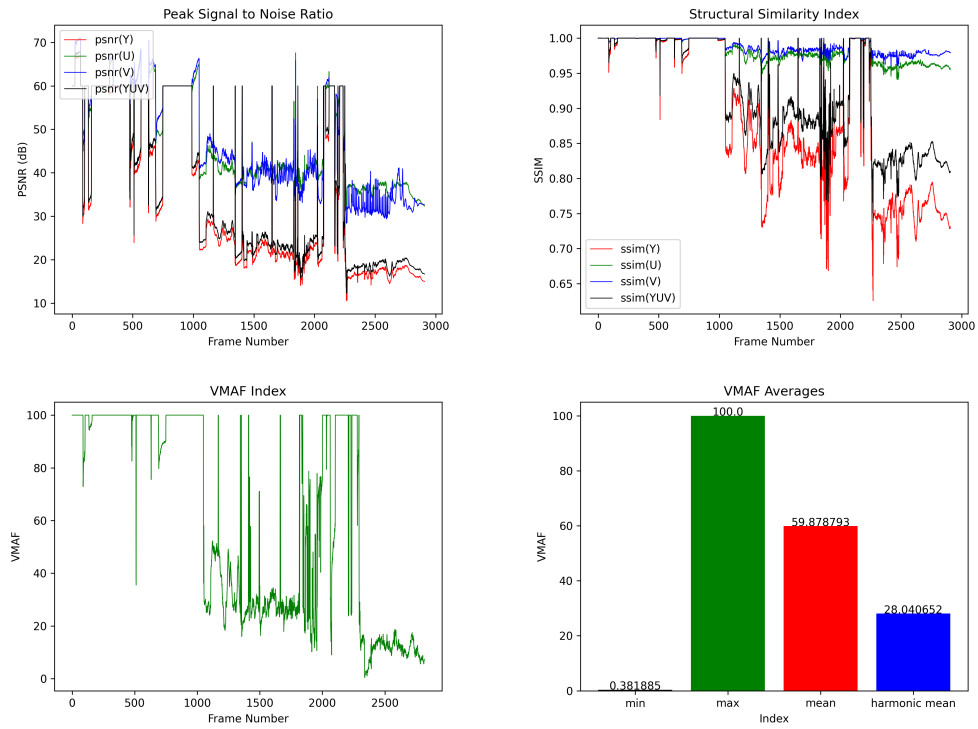 Peak Signal to Noise Ratio
PSNR (dB)
70
60
50
40
30
20
10
psnr(Y)
psnr(U)
psnr(V)
psnr(YUV)
0
500
1000
1500
2000
2500
3000
Frame Number
Structural Similarity Index
SSIM
1.00
0.95
0.90
0.85
0.80
0.75
0.70
0.65
ssim(Y)
ssim(U)
ssim(V)
ssim(YUV)
0
500
1000
1500
2000
2500
3000
Frame Number
VMAF Index
VMAF
100
80
60
40
20
0
0
500
1000
1500
2000
2500
Frame Number
VMAF Averages
VMAF
100
80
60
40
20
0
0.381885
100.0
59.878793
28.040652
min
max
mean
harmonic mean
Index